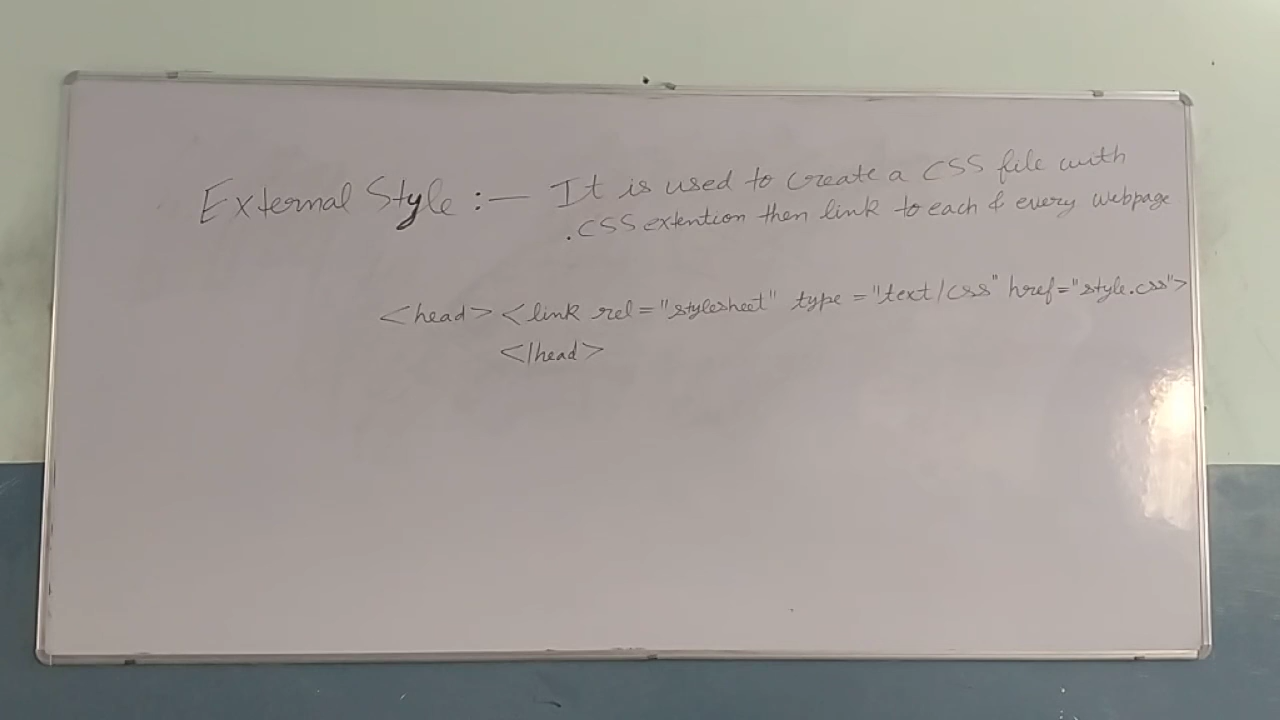 External Style :— It is used to create a CSS file with
.CSS extention then link to each & every webpage
<head> <link rel="stylesheet" type="text/css" href="style.css">
</head>